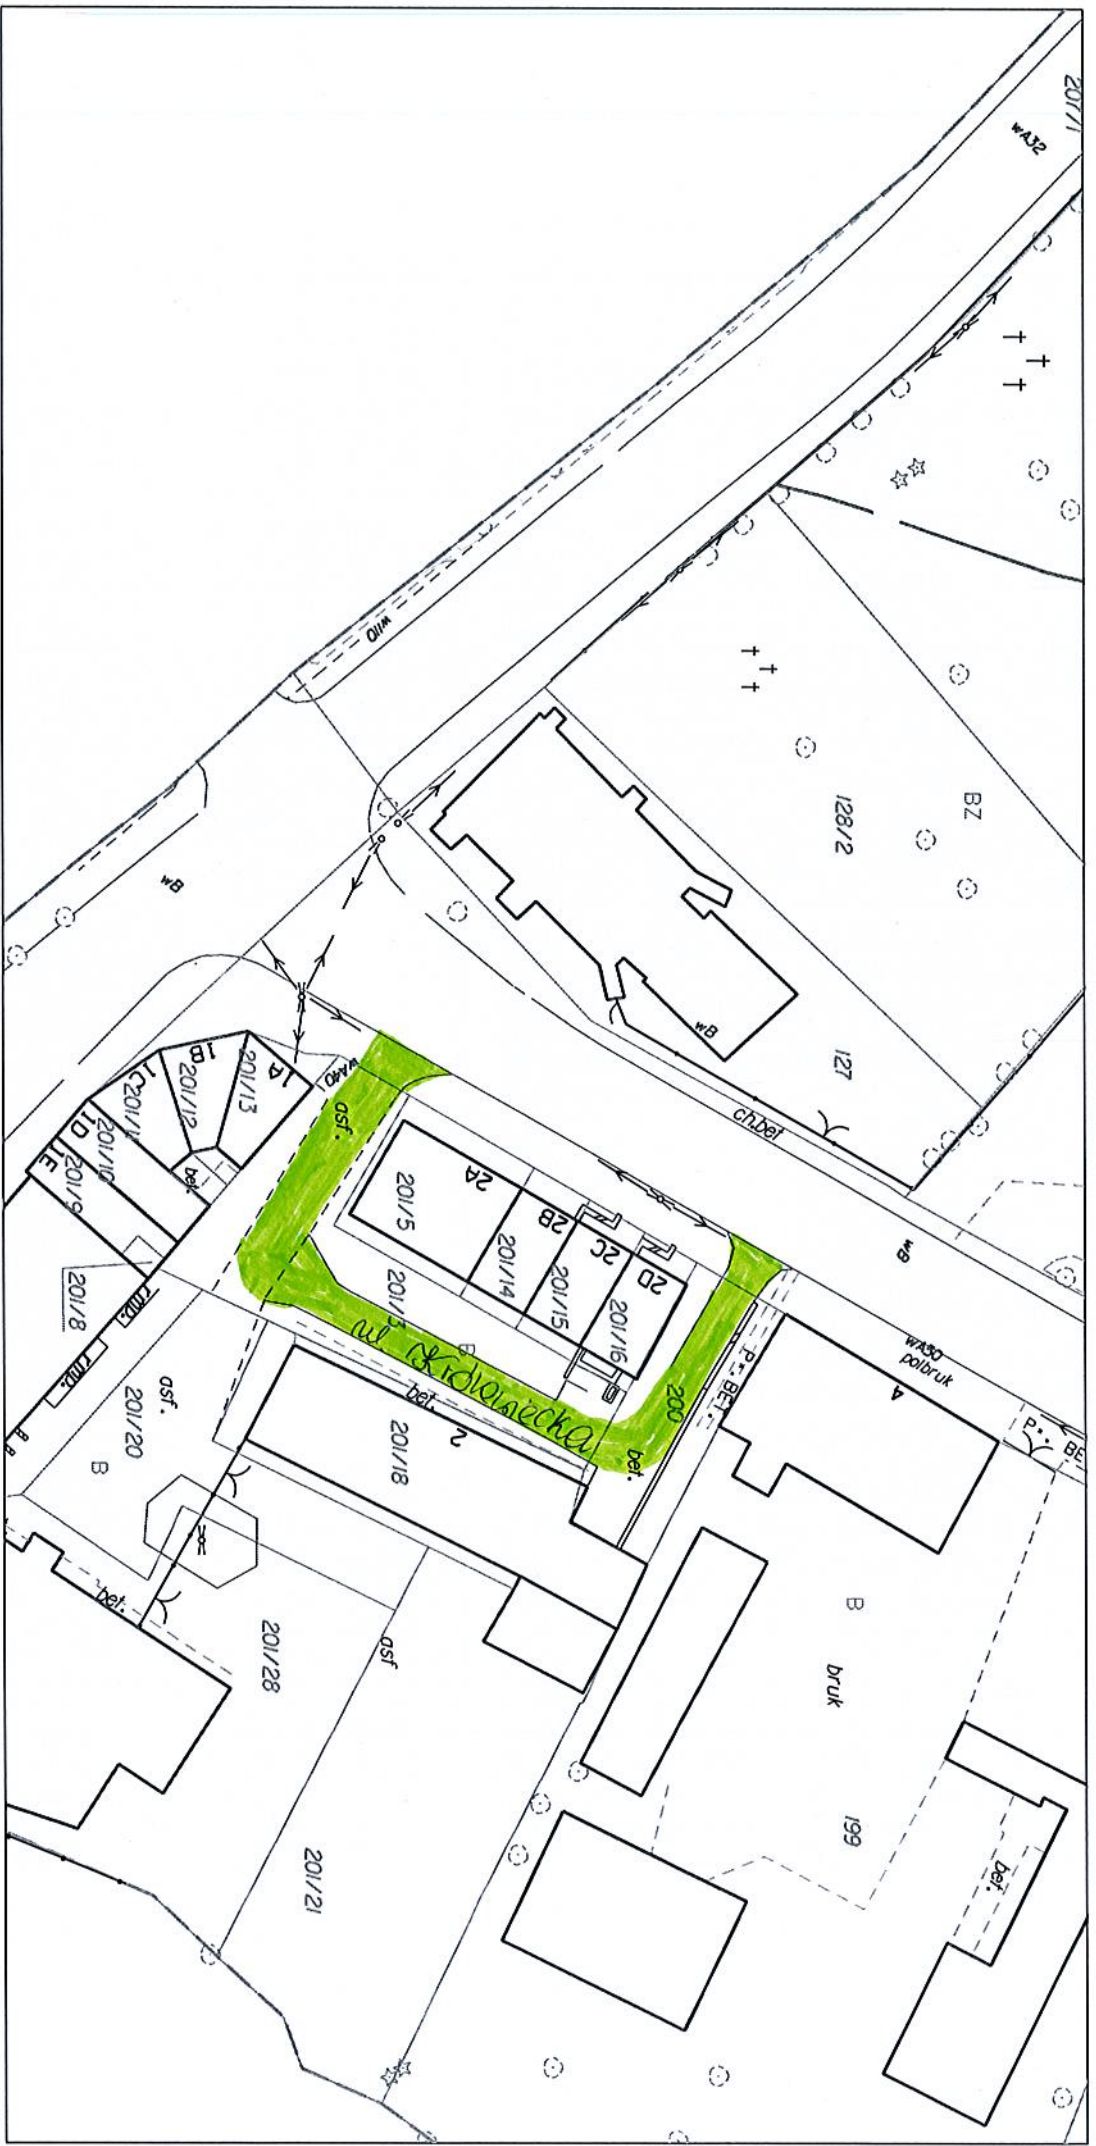 201/1
wA32
BZ
128/2
w110
wB
wB
127
ch.bet
wB
wA30
polbruk
4
P..
BE
wA40
asf.
1A
201/13
1B
201/12
1C
201/11
1D
201/10
1E
201/9
bet.
201/8
rmp.
rmp.
2A
201/5
2B
201/14
2C
201/15
2D
201/16
B
ul.
200
bet.
P.. BET.
bet.
2
201/18
asf.
201/20
B
bet.
201/28
asf
201/21
B
bruk
199
bet.